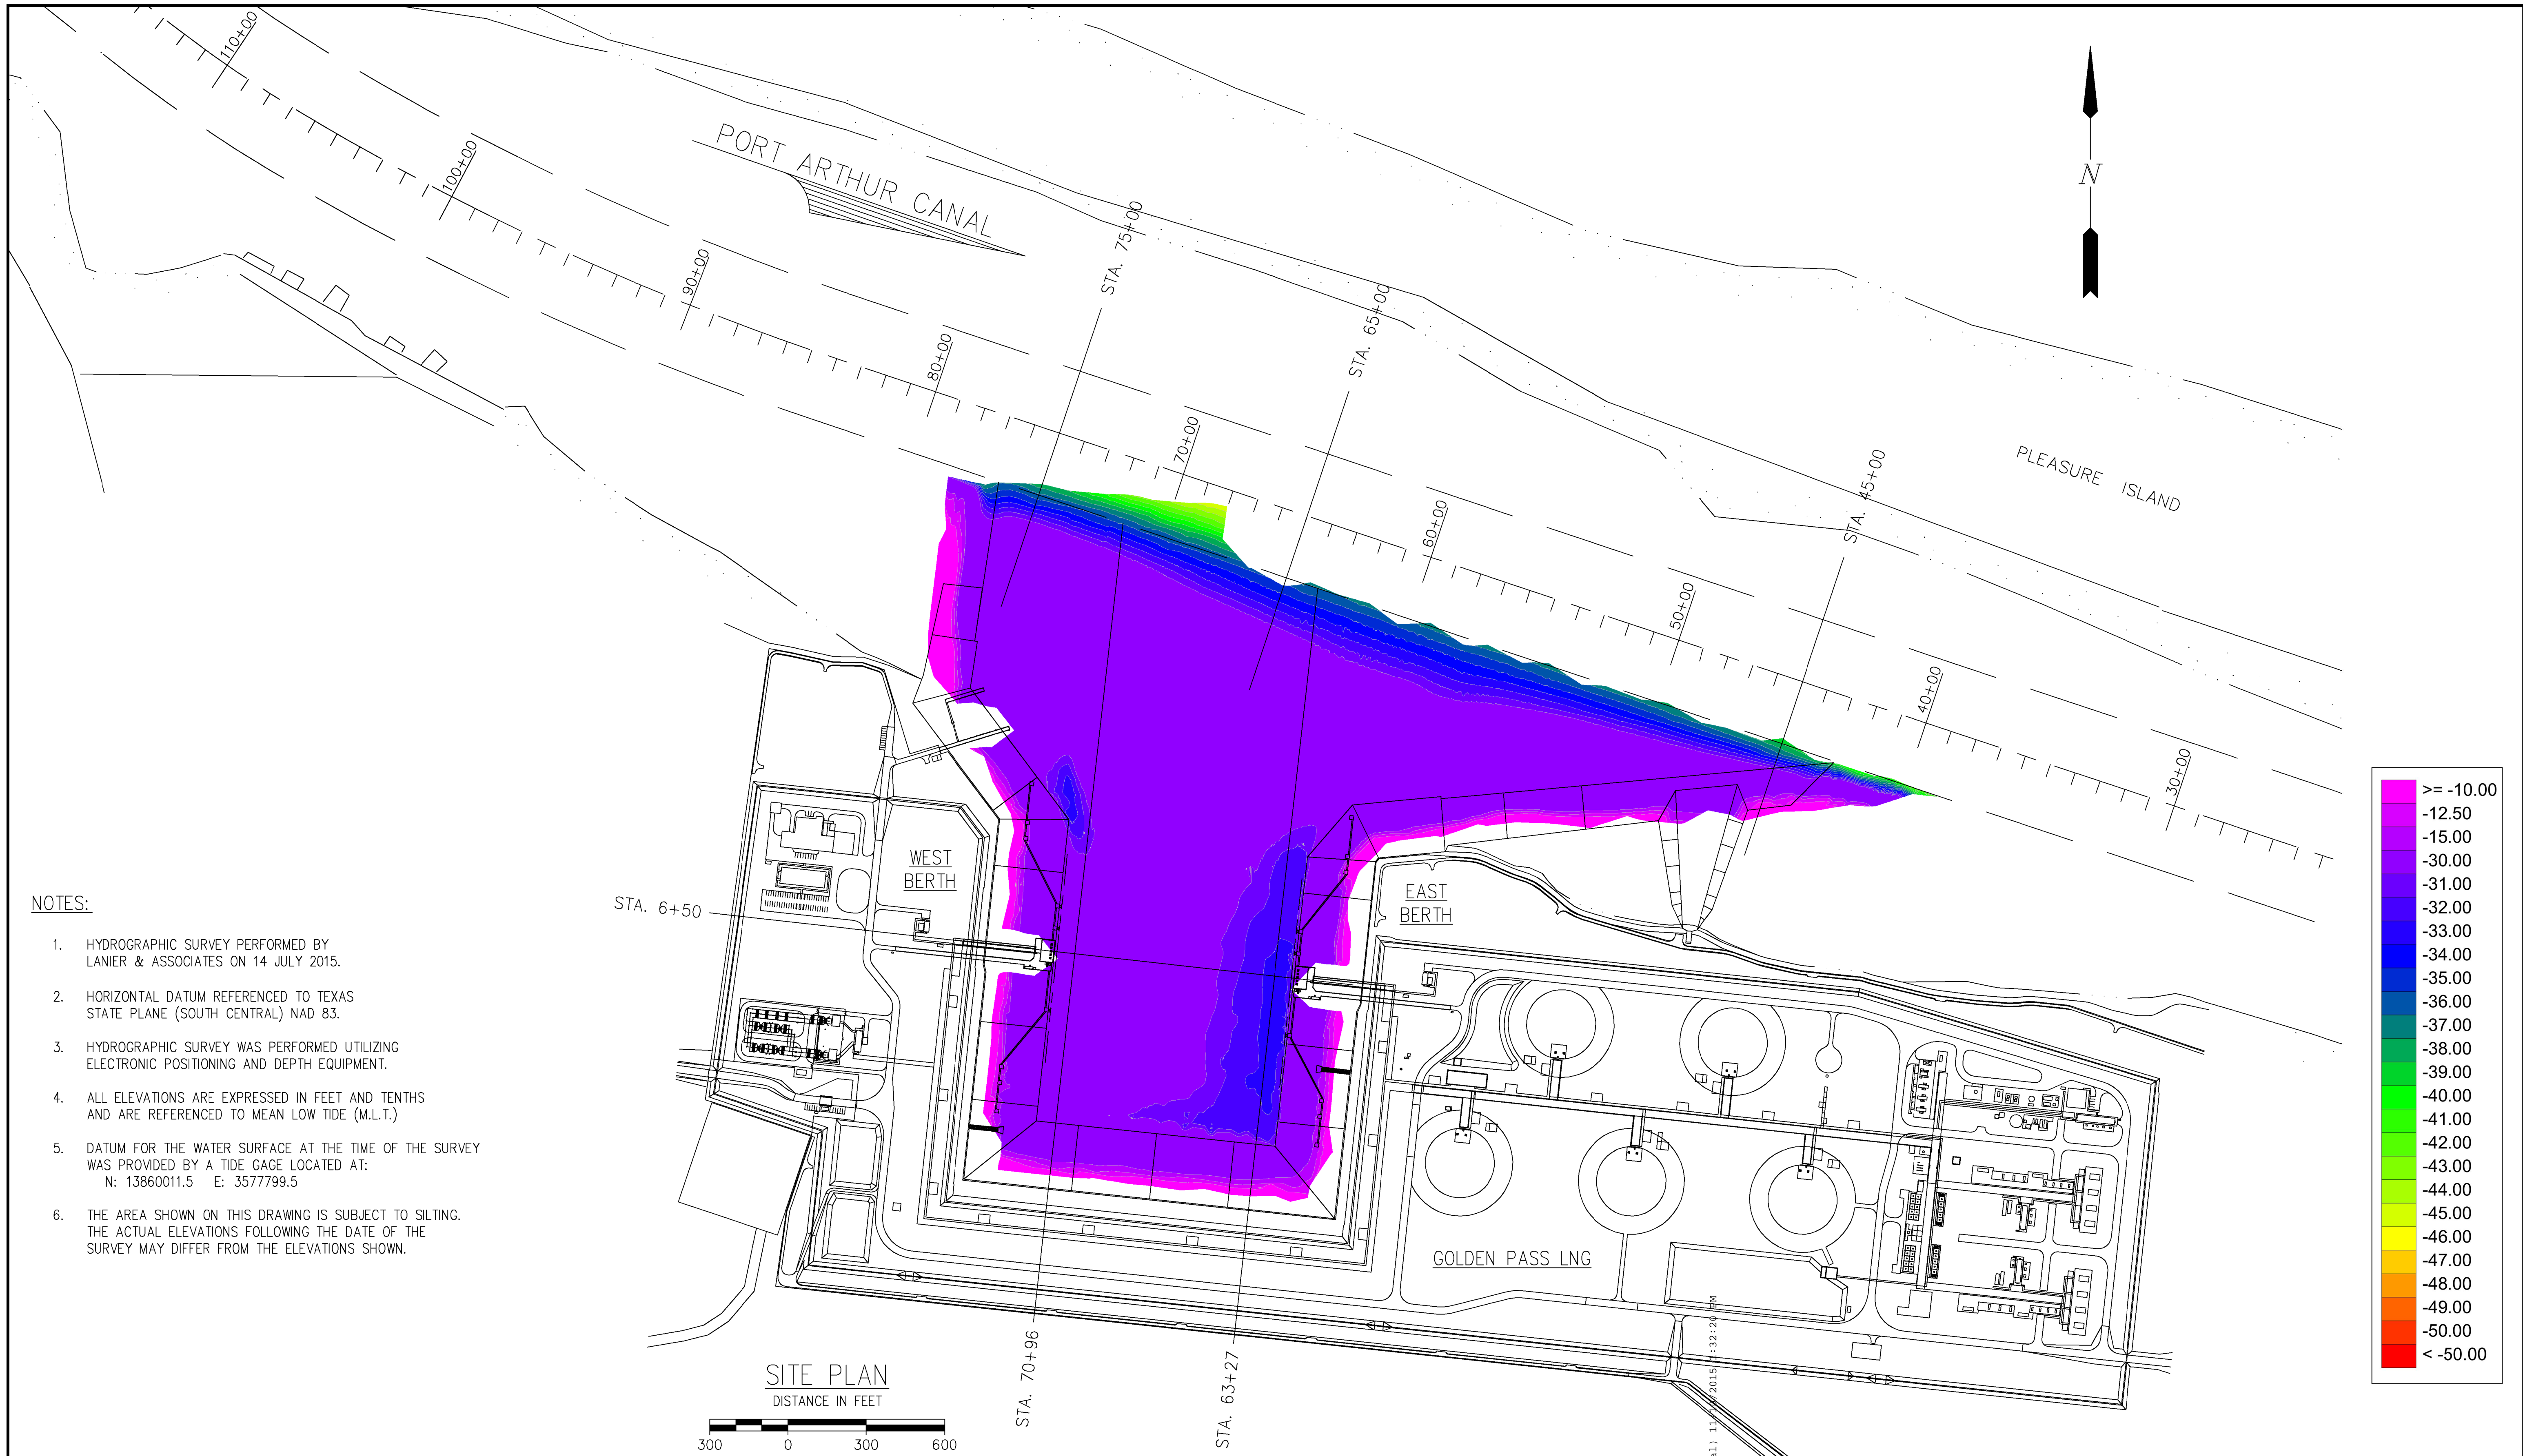 110+00
100+00
90+00
80+00
70+00
60+00
50+00
40+00
30+00
PORT ARTHUR CANAL
STA. 75+00
STA. 65+00
STA. 45+00
PLEASURE ISLAND
N
WEST
BERTH
EAST
BERTH
STA. 6+50
GOLDEN PASS LNG
STA. 70+96
STA. 63+27
NOTES:
1. HYDROGRAPHIC SURVEY PERFORMED BY
LANIER & ASSOCIATES ON 14 JULY 2015.
2. HORIZONTAL DATUM REFERENCED TO TEXAS
STATE PLANE (SOUTH CENTRAL) NAD 83.
3. HYDROGRAPHIC SURVEY WAS PERFORMED UTILIZING
ELECTRONIC POSITIONING AND DEPTH EQUIPMENT.
4. ALL ELEVATIONS ARE EXPRESSED IN FEET AND TENTHS
AND ARE REFERENCED TO MEAN LOW TIDE (M.L.T.)
5. DATUM FOR THE WATER SURFACE AT THE TIME OF THE SURVEY
WAS PROVIDED BY A TIDE GAGE LOCATED AT:
N: 13860011.5 E: 3577799.5
6. THE AREA SHOWN ON THIS DRAWING IS SUBJECT TO SILTING.
THE ACTUAL ELEVATIONS FOLLOWING THE DATE OF THE
SURVEY MAY DIFFER FROM THE ELEVATIONS SHOWN.
SITE PLAN
DISTANCE IN FEET
300 0 300 600
>= -10.00
-12.50
-15.00
-30.00
-31.00
-32.00
-33.00
-34.00
-35.00
-36.00
-37.00
-38.00
-39.00
-40.00
-41.00
-42.00
-43.00
-44.00
-45.00
-46.00
-47.00
-48.00
-49.00
-50.00
< -50.00